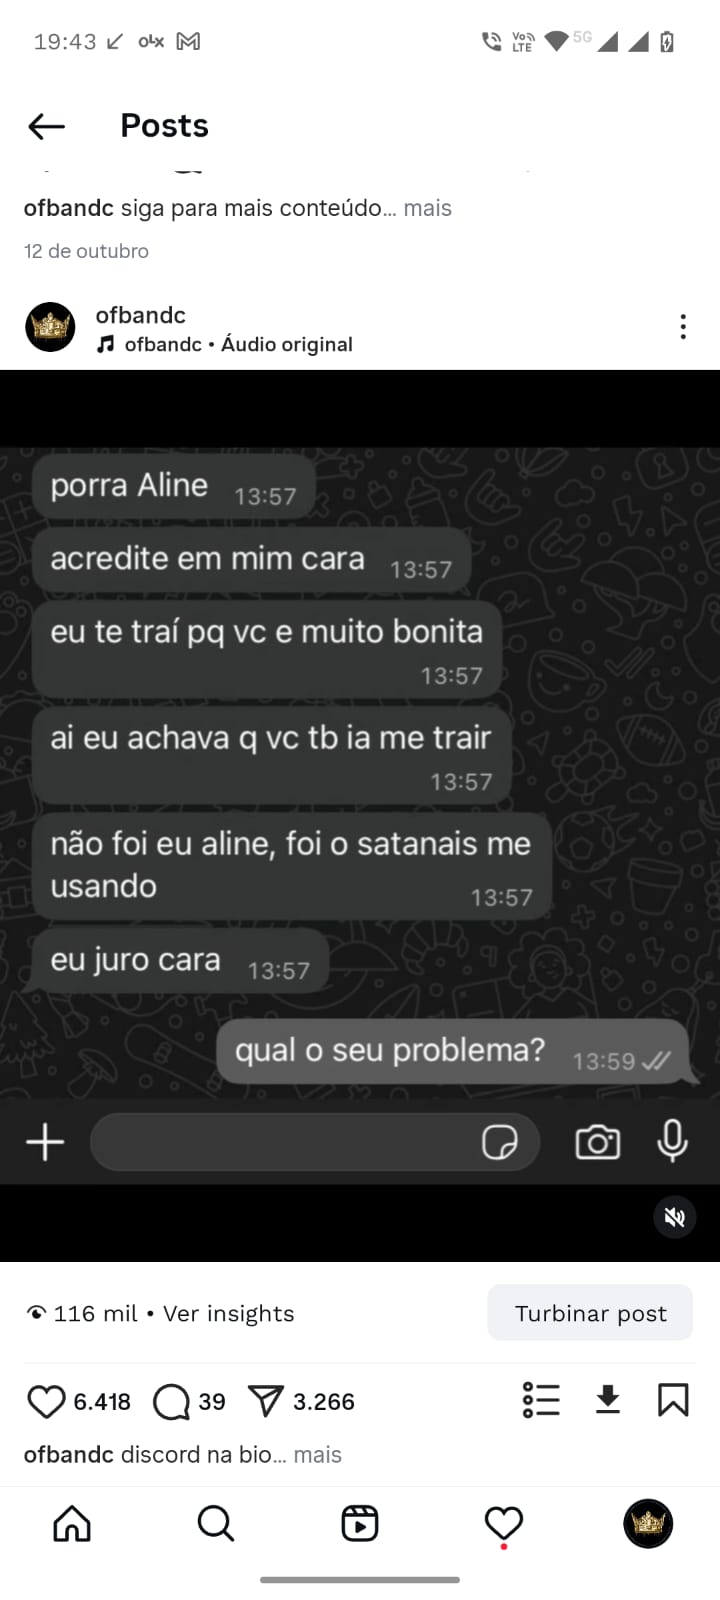 19:43
olx
Vo))
LTE
5G
Posts
ofbandc siga para mais conteúdo... mais
12 de outubro
ofbandc
ofbandc • Áudio original
porra Aline 13:57
acredite em mim cara 13:57
eu te traí pq vc e muito bonita
13:57
ai eu achava q vc tb ia me trair
13:57
não foi eu aline, foi o satanais me
usando 13:57
eu juro cara 13:57
qual o seu problema? 13:59
116 mil • Ver insights
Turbinar post
6.418 39 3.266
ofbandc discord na bio... mais